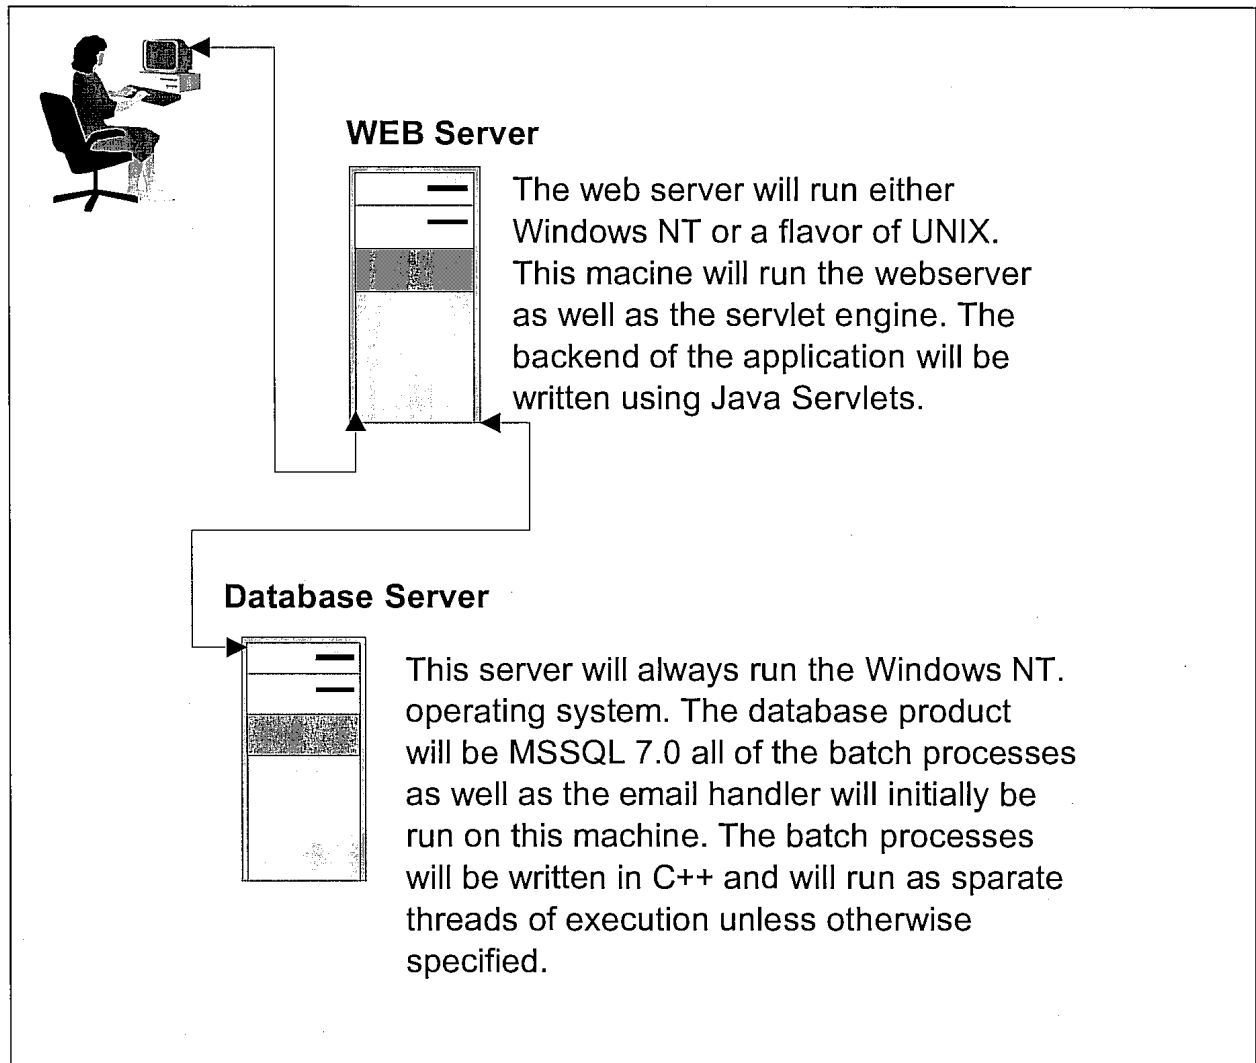 WEB Server
The web server will run either
Windows NT or a flavor of UNIX.
This macine will run the webserver
as well as the servlet engine. The
backend of the application will be
written using Java Servlets.
Database Server
This server will always run the Windows NT.
operating system. The database product
will be MSSQL 7.0 all of the batch processes
as well as the email handler will initially be
run on this machine. The batch processes
will be written in C++ and will run as sparate
threads of execution unless otherwise
specified.